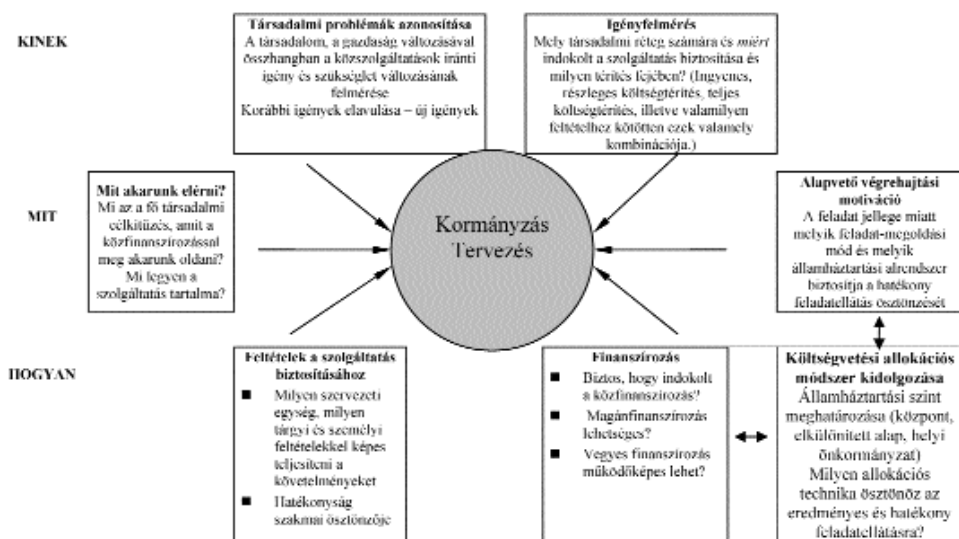 KINEK
Társadalmi problémák azonosítása
A társadalom, a gazdaság változásával
összhangban a közszolgáltatások iránti
igény és szükséglet változásának
felmérése
Korábbi igények elavulása – új igények
Igényfelmérés
Mely társadalmi réteg számára és miért
indokolt a szolgáltatás biztosítása és
milyen térítés fejében? (Ingyenes,
részleges költségtérítés, teljes
költségtérítés, illetve valamilyen
feltételhez kötötten ezek valamely
kombinációja.)
MIT
Mit akarunk elérni?
Mi az a fő társadalmi
célkitűzés, amit a
közfinanszírozással
meg akarunk oldani?
Mi legyen a
szolgáltatás tartalma?
Kormányzás
Tervezés
Alapvető végrehajtási
motiváció
A feladat jellege miatt
melyik feladat-megoldási
mód és melyik
államháztartási alrendszer
biztosítja a hatékony
feladatellátás ösztönzését
HOGYAN
Feltételek a szolgáltatás
biztosításához
■ Milyen szervezeti
egység, milyen
tárgyi és személyi
feltételekkel képes
teljesíteni a
követelményeket
■ Hatékonyság
szakmai ösztönzője
Finanszírozás
■ Biztos, hogy indokolt
a közfinanszírozás?
■ Magánfinanszírozás
lehetséges?
■ Vegyes finanszírozás
működőképes lehet?
Költségvetési allokációs
módszer kidolgozása
Államháztartási szint
meghatározása (központ,
elkülönített alap, helyi
önkormányzat)
Milyen allokációs
technika ösztönöz az
eredményes és hatékony
feladatellátásra?